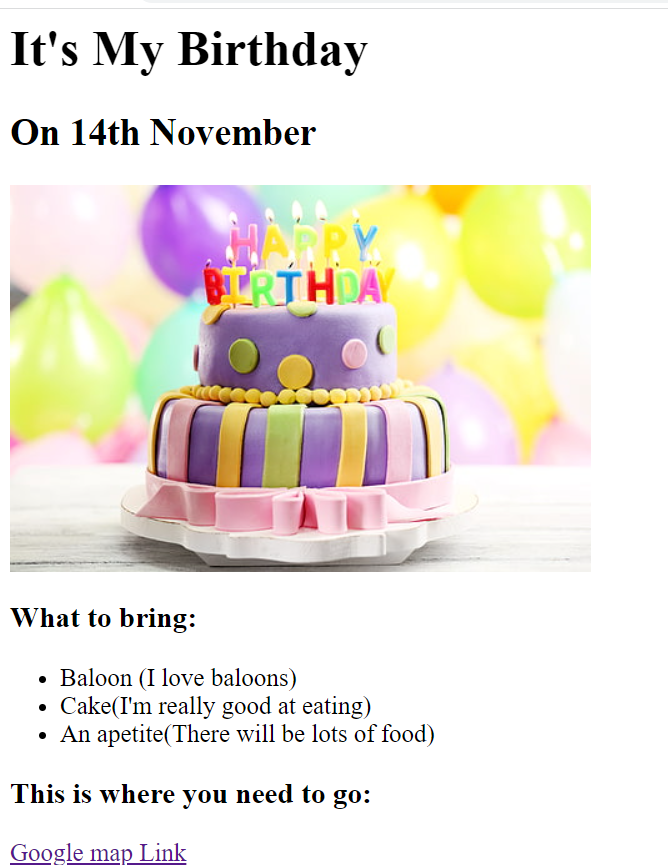 It's My Birthday
On 14th November
HAPPY
BIRTHDAY
What to bring:
Baloon (I love baloons)
Cake(I'm really good at eating)
An apetite(There will be lots of food)
This is where you need to go:
Google map Link